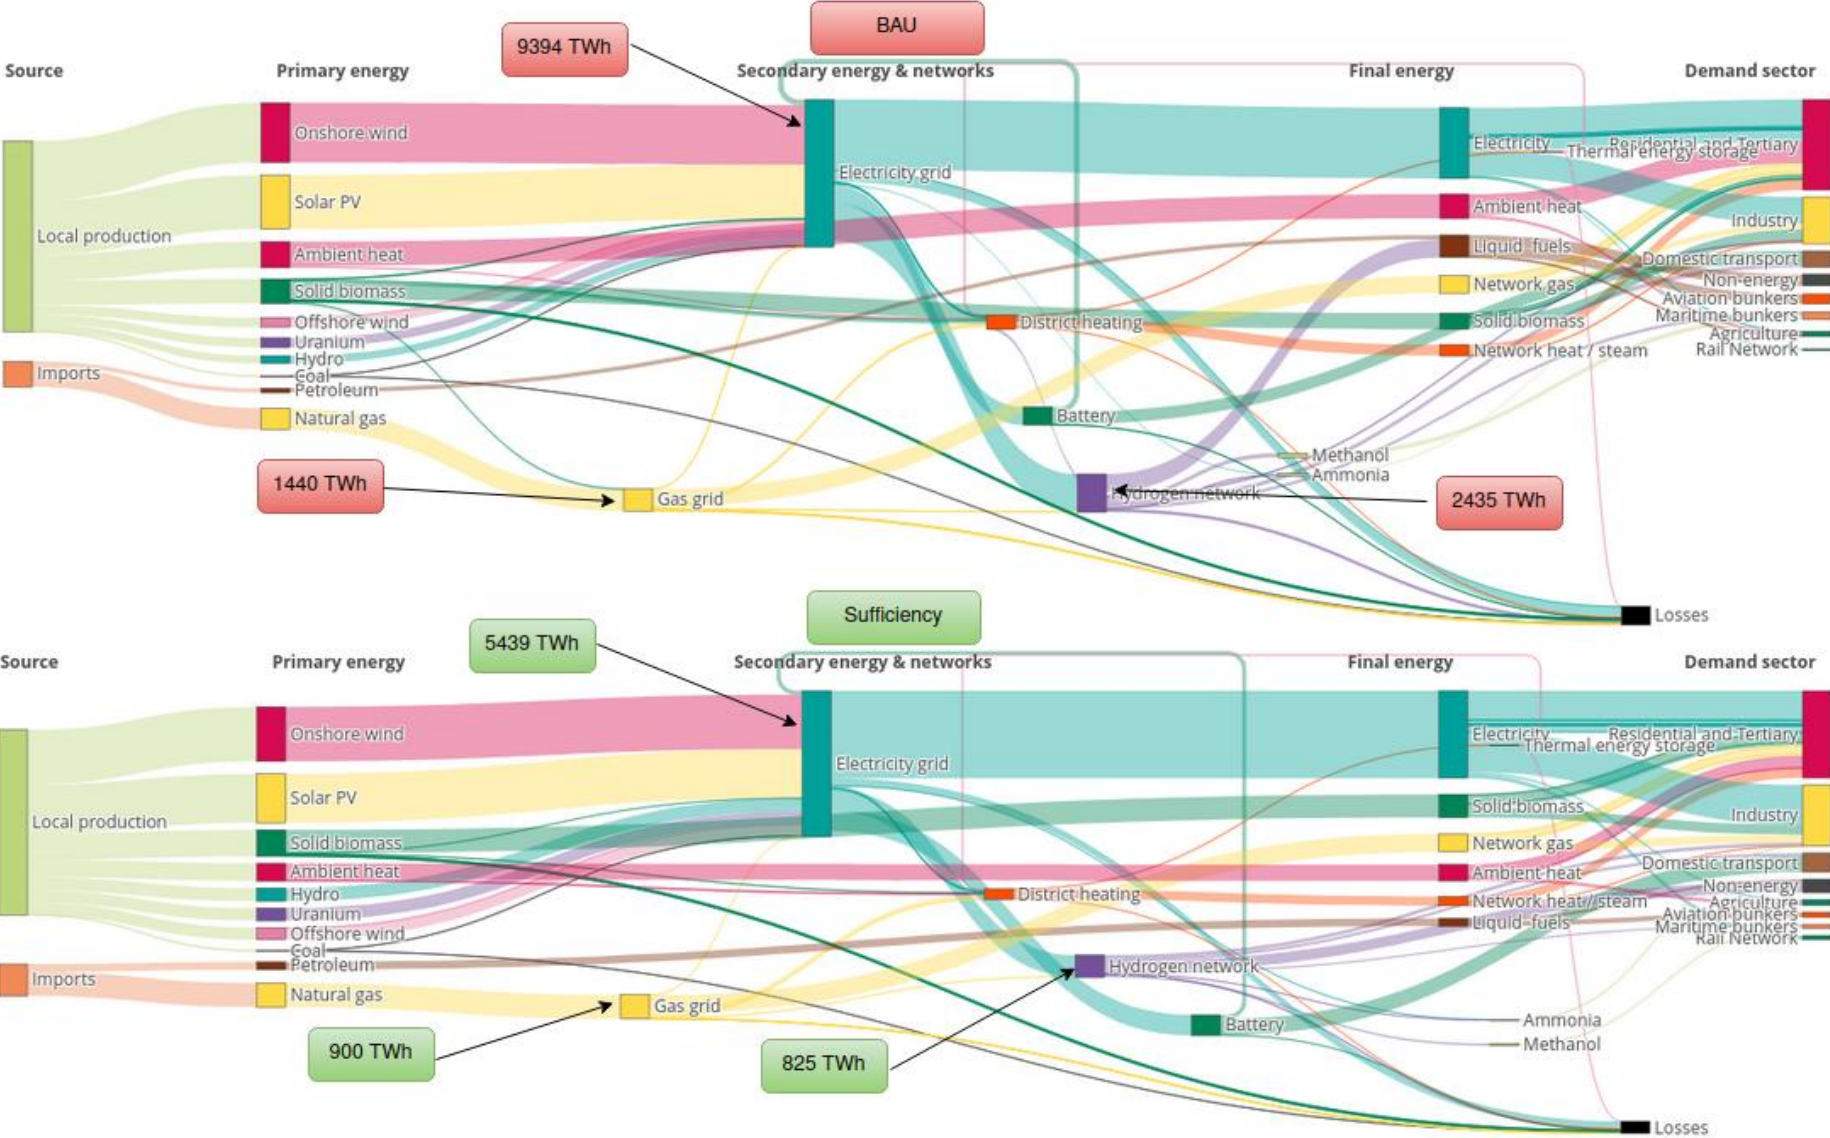 BAU
9394 TWh
Source
Primary energy
Secondary energy & networks
Final energy
Demand sector
Onshore wind
Solar PV
Local production
Ambient heat
Solid biomass
Offshore wind
Uranium
Hydro
Coal
Imports
Petroleum
Natural gas
1440 TWh
Gas grid
Electricity grid
District heating
Battery
Methanol
Ammonia
Hydrogen network
2435 TWh
Electricity
Residential and Tertiary
Thermal energy storage
Ambient heat
Industry
Liquid fuels
Domestic transport
Network gas
Non-energy
Aviation bunkers
Maritime bunkers
Solid biomass
Agriculture
Network heat / steam
Rail Network
Losses
Sufficiency
5439 TWh
Source
Primary energy
Secondary energy & networks
Final energy
Demand sector
Onshore wind
Solar PV
Local production
Solid biomass
Ambient heat
Hydro
Uranium
Offshore wind
Coal
Petroleum
Imports
Natural gas
900 TWh
Gas grid
Electricity grid
District heating
Hydrogen network
825 TWh
Battery
Electricity
Residential and Tertiary
Thermal energy storage
Solid biomass
Industry
Network gas
Domestic transport
Ambient heat
Non-energy
Network heat / steam
Agriculture
Aviation bunkers
Liquid fuels
Maritime bunkers
Rail Network
Ammonia
Methanol
Losses